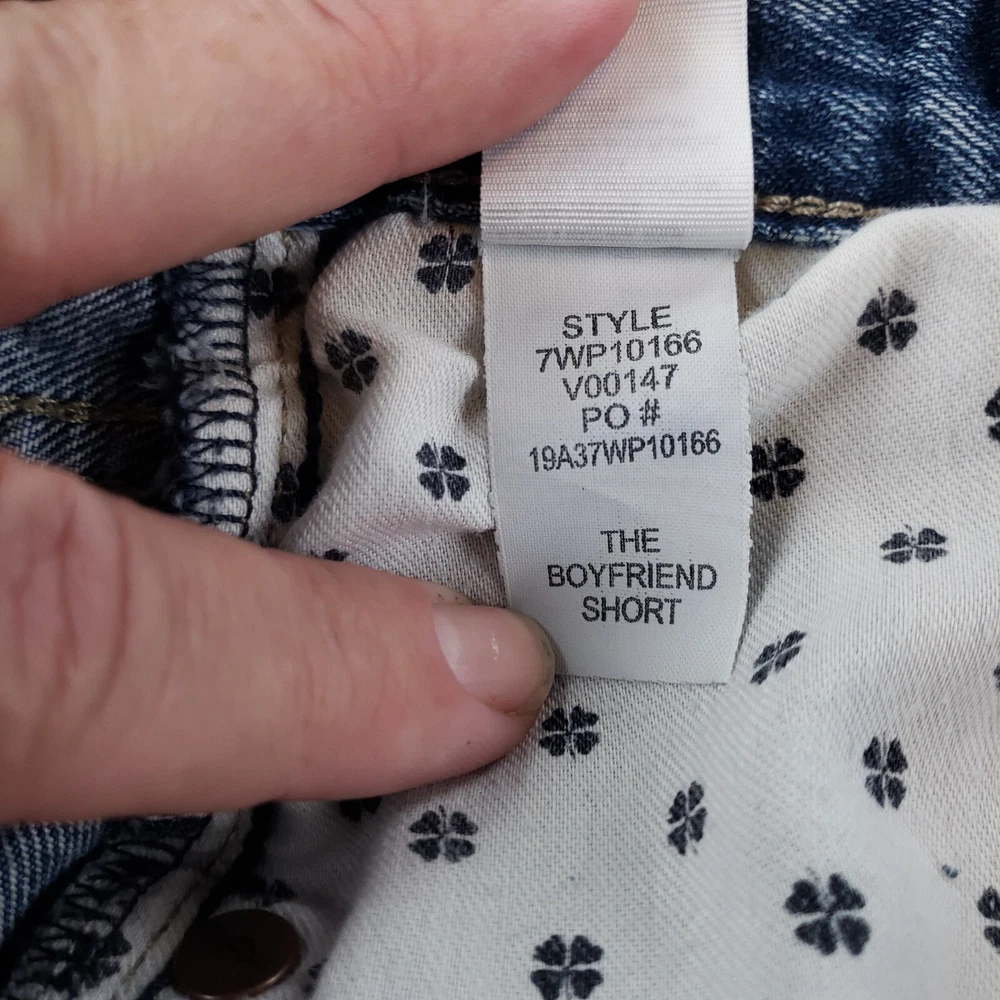 STYLE
7WP10166
V00147
PO #
19A37WP10166
THE
BOYFRIEND
SHORT